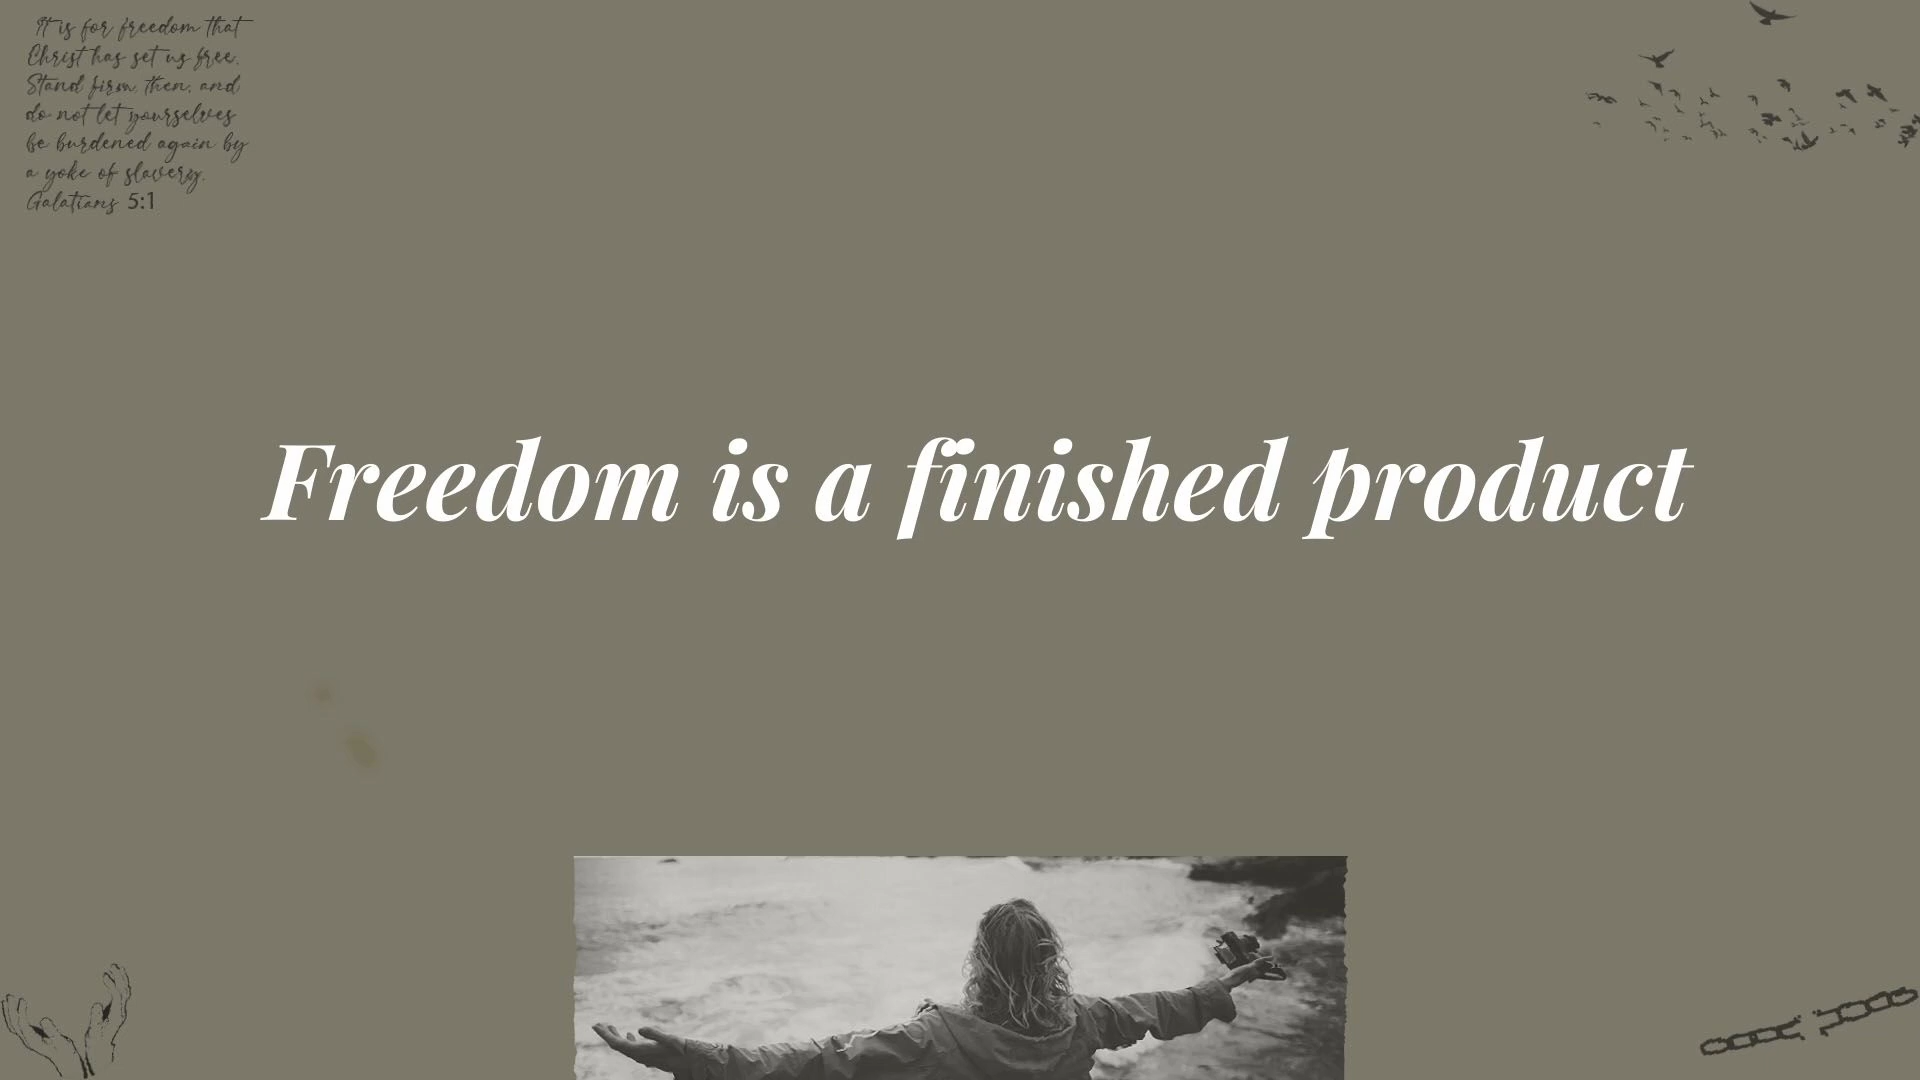 It is for freedom that
Christ has set us free.
Stand firm, then, and
do not let yourselves
be burdened again by
a yoke of slavery.
Galatians 5:1
Freedom is a finished product